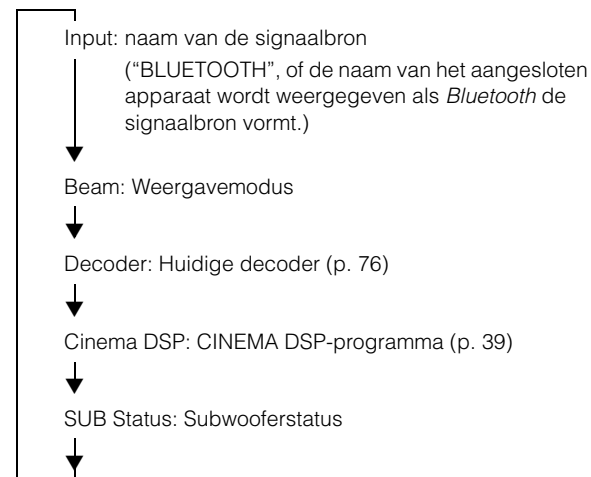 Input: naam van de signaalbron
(“BLUETOOTH”, of de naam van het aangesloten
apparaat wordt weergegeven als Bluetooth de
signaalbron vormt.)
Beam: Weergavemodus
Decoder: Huidige decoder (p. 76)
Cinema DSP: CINEMA DSP-programma (p. 39)
SUB Status: Subwooferstatus